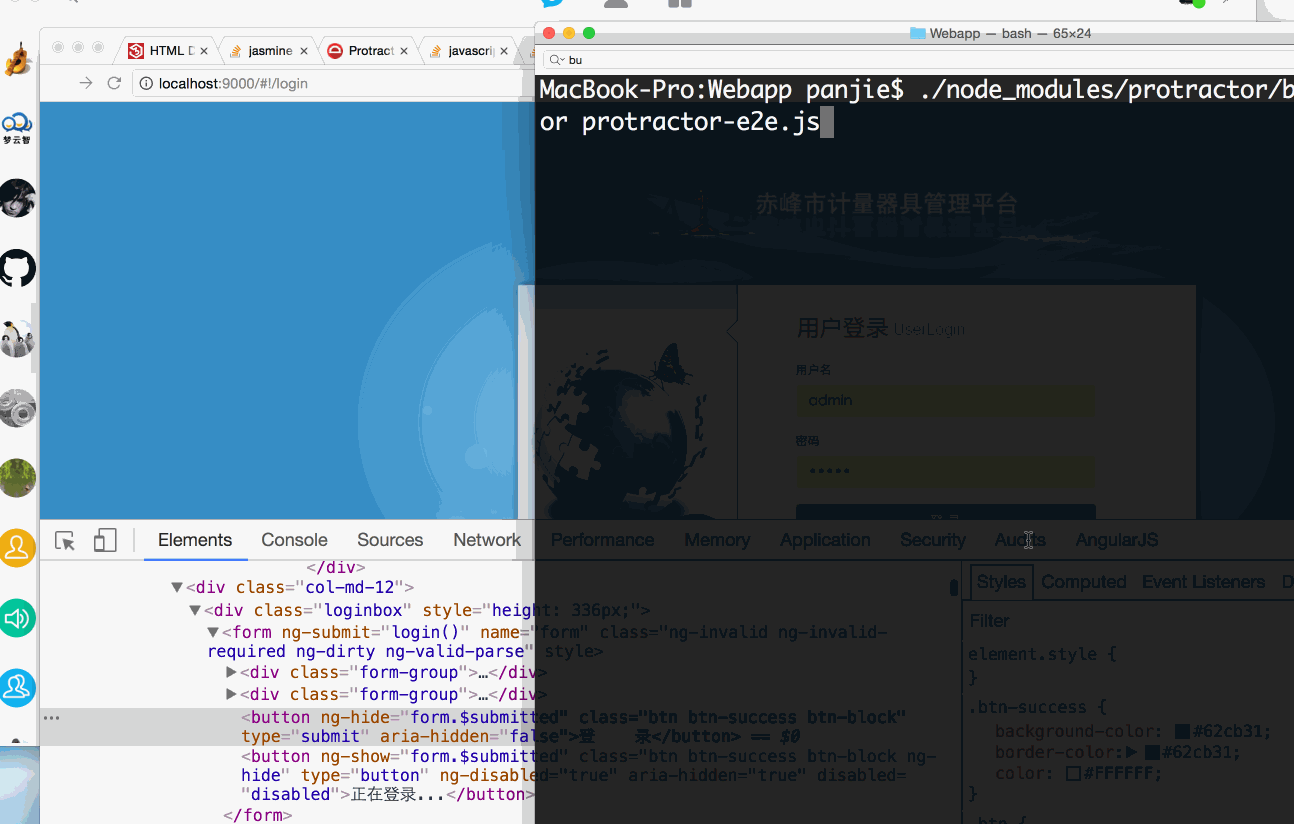 HTML D
jasmine
Protract
javascri
localhost:9000/#!/login
梦云智
Webapp — bash — 65×24
bu
MacBook-Pro:Webapp panjie$ ./node_modules/protractor/b
or protractor-e2e.js
赤峰市计量器具管理平台
用户登录 UserLogin
用户名
admin
密码
•••••
Elements Console Sources Network Performance Memory Application Security Audits AngularJS
</div>
▼<div class="col-md-12">
▼<div class="loginbox" style="height: 336px;">
▼<form ng-submit="login()" name="form" class="ng-invalid ng-invalid-
required ng-dirty ng-valid-parse" style>
▶<div class="form-group">…</div>
▶<div class="form-group">…</div>
<button ng-hide="form.$submitted" class="btn btn-success btn-block"
type="submit" aria-hidden="false">登 录</button> == $0
<button ng-show="form.$submitted" class="btn btn-success btn-block ng-
hide" type="button" ng-disabled="true" aria-hidden="true" disabled=
"disabled">正在登录...</button>
</form>
Styles Computed Event Listeners D
Filter
element.style {
}
.btn-success {
background-color: #62cb31;
border-color:▶ #62cb31;
color: #FFFFFF;
}
.btn {